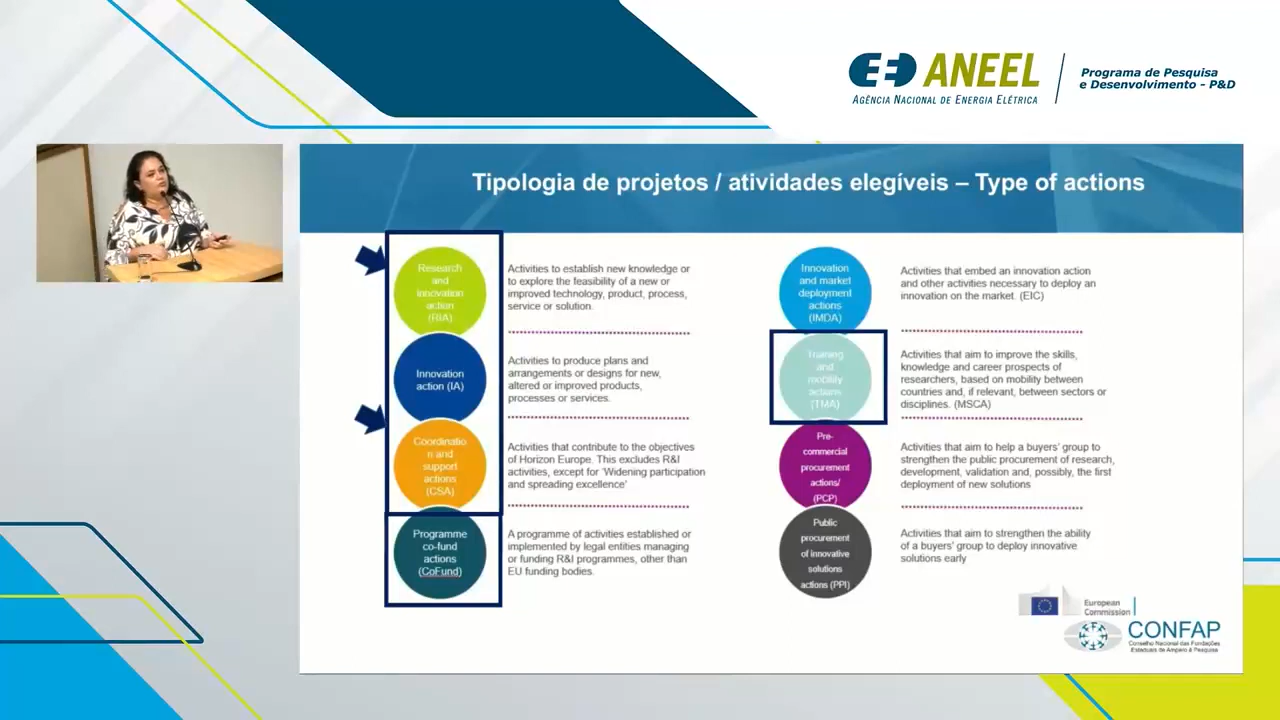 ANEEL
AGÊNCIA NACIONAL DE ENERGIA ELÉTRICA
Programa de Pesquisa
e Desenvolvimento - P&D
Tipologia de projetos / atividades elegíveis – Type of actions
Research
and
innovation
action
(RIA)
Activities to establish new knowledge or
to explore the feasibility of a new or
improved technology, product, process,
service or solution.
Innovation
action (IA)
Activities to produce plans and
arrangements or designs for new,
altered or improved products,
processes or services.
Coordinatio
n and
support
actions
(CSA)
Activities that contribute to the objectives
of Horizon Europe. This excludes R&I
activities, except for 'Widening participation
and spreading excellence'
Programme
co-fund
actions
(CoFund)
A programme of activities established or
implemented by legal entities managing
or funding R&I programmes, other than
EU funding bodies.
Innovation
and market
deployment
actions
(IMDA)
Activities that embed an innovation action
and other activities necessary to deploy an
innovation on the market. (EIC)
Training
and
mobility
actions
(TMA)
Activities that aim to improve the skills,
knowledge and career prospects of
researchers, based on mobility between
countries and, if relevant, between sectors or
disciplines. (MSCA)
Pre-
commercial
procurement
actions/
(PCP)
Activities that aim to help a buyers' group to
strengthen the public procurement of research,
development, validation and, possibly, the first
deployment of new solutions
Public
procurement
of innovative
solutions
actions (PPI)
Activities that aim to strengthen the ability
of a buyers' group to deploy innovative
solutions early
European
Commission
CONFAP
Conselho Nacional das Fundações
Estaduais de Amparo à Pesquisa